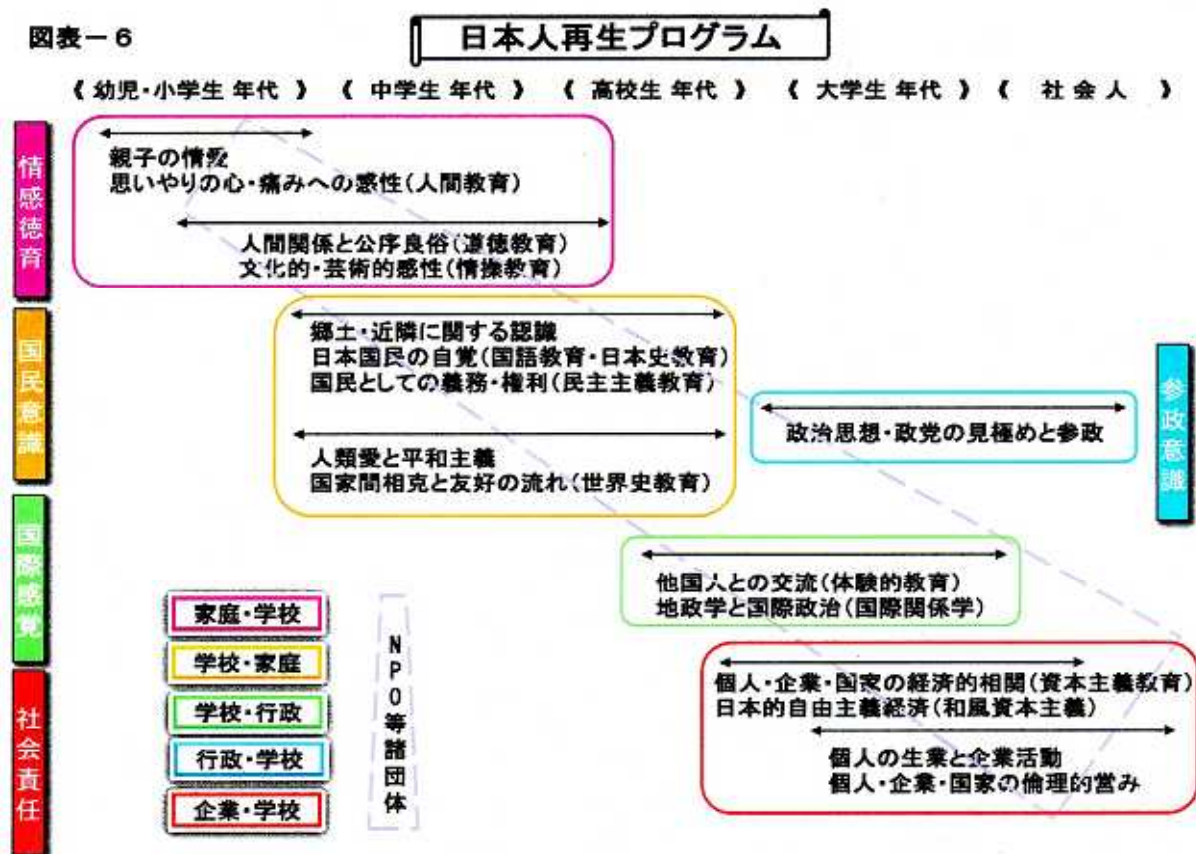 図表－６
日本人再生プログラム
《 幼児・小学生 年代 》 《 中学生 年代 》 《 高校生 年代 》 《 大学生 年代 》 《 社 会 人 》
情感徳育
親子の情愛
思いやりの心・痛みへの感性（人間教育）
人間関係と公序良俗（道徳教育）
文化的・芸術的感性（情操教育）
国民意識
郷土・近隣に関する認識
日本国民の自覚（国語教育・日本史教育）
国民としての義務・権利（民主主義教育）
人類愛と平和主義
国家間相克と友好の流れ（世界史教育）
参政意識
政治思想・政党の見極めと参政
国際感覚
他国人との交流（体験的教育）
地政学と国際政治（国際関係学）
社会責任
個人・企業・国家の経済的相関（資本主義教育）
日本的自由主義経済（和風資本主義）
個人の生業と企業活動
個人・企業・国家の倫理的営み
家庭・学校
学校・家庭
学校・行政
行政・学校
企業・学校
ＮＰＯ等諸団体